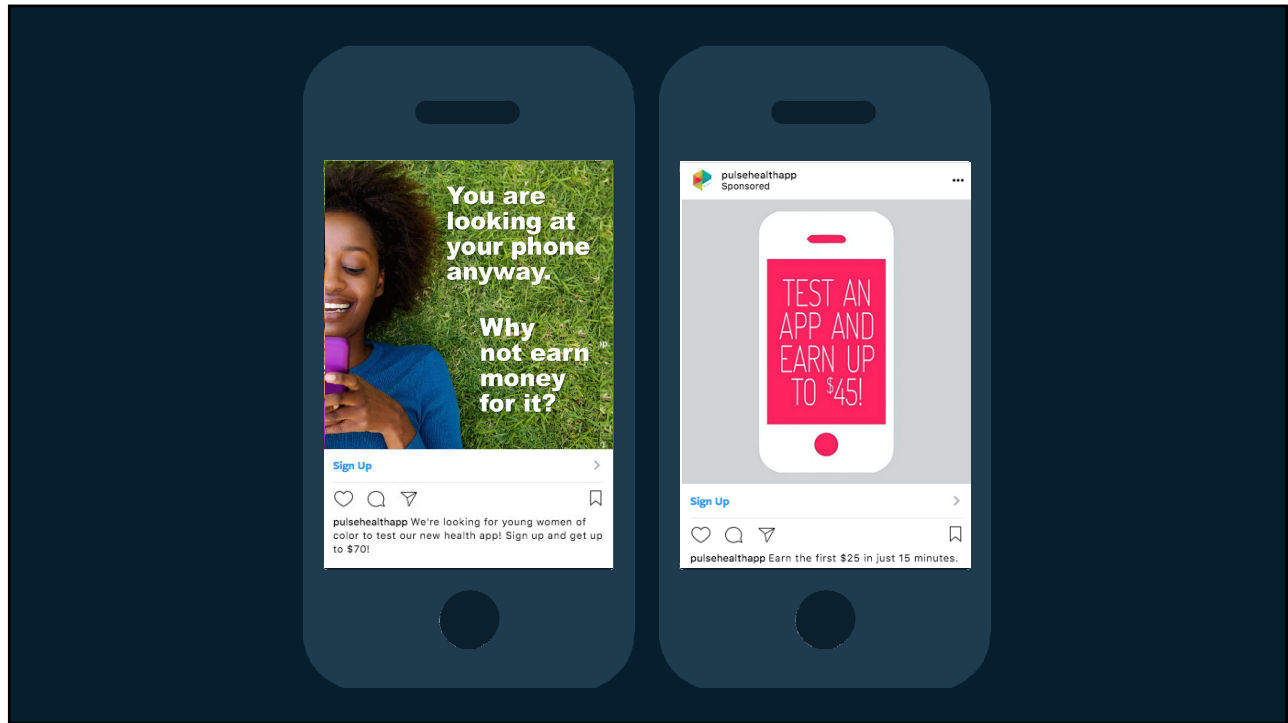 You are
looking at
your phone
anyway.
Why
not earn
money
for it?
Sign Up
pulsehealthapp We're looking for young women of
color to test our new health app! Sign up and get up
to $70!
pulsehealthapp
Sponsored
TEST AN
APP AND
EARN UP
TO $45!
Sign Up
pulsehealthapp Earn the first $25 in just 15 minutes.